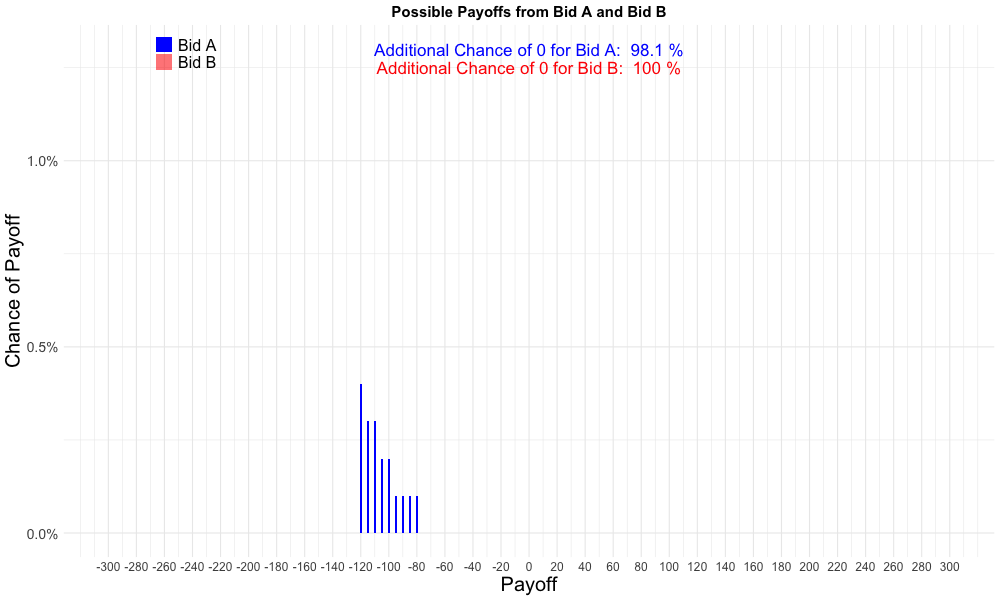 Possible Payoffs from Bid A and Bid B
Bid A
Bid B
Additional Chance of 0 for Bid A:  98.1 %
Additional Chance of 0 for Bid B:  100 %
Chance of Payoff
1.0%
0.5%
0.0%
-300 -280 -260 -240 -220 -200 -180 -160 -140 -120 -100 -80 -60 -40 -20 0 20 40 60 80 100 120 140 160 180 200 220 240 260 280 300
Payoff